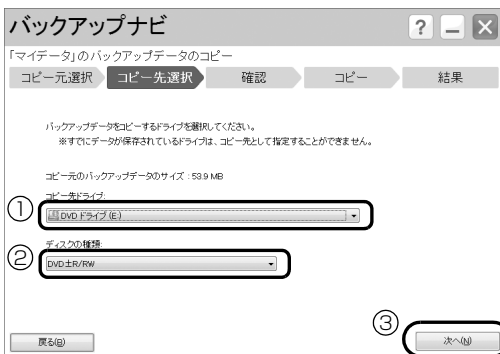 バックアップナビ
? _ X
「マイデータ」のバックアップデータのコピー
コピー元選択 コピー先選択 確認 コピー 結果
バックアップデータをコピーするドライブを選択してください。
※すでにデータが保存されているドライブは、コピー先として指定することができません。
コピー元のバックアップデータのサイズ : 53.9 MB
コピー先ドライブ:
① DVD ドライブ (E:)
ディスクの種類:
② DVD±R/RW
③
戻る(B) 次へ(N)